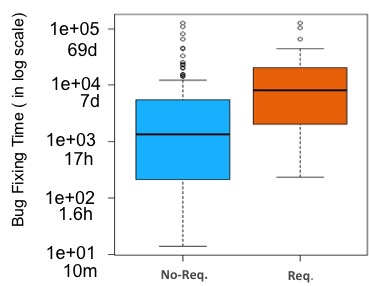 Bug Fixing Time ( in log scale)
1e+05
69d
1e+04
7d
1e+03
17h
1e+02
1.6h
1e+01
10m
No-Req.
Req.